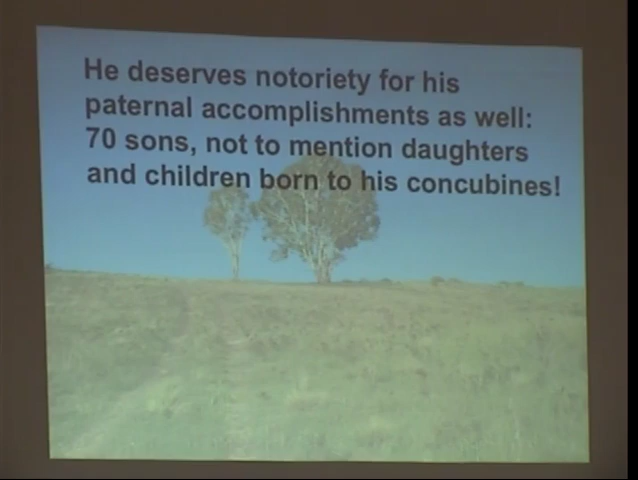 He deserves notoriety for his
paternal accomplishments as well:
70 sons, not to mention daughters
and children born to his concubines!